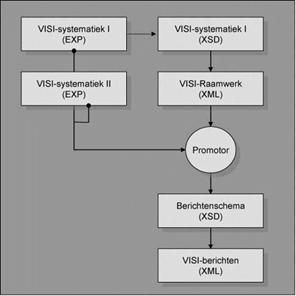 VISI-systematiek I
(EXP)
VISI-systematiek I
(XSD)
VISI-systematiek II
(EXP)
VISI-Raamwerk
(XML)
Promotor
Berichtenschema
(XSD)
VISI-berichten
(XML)